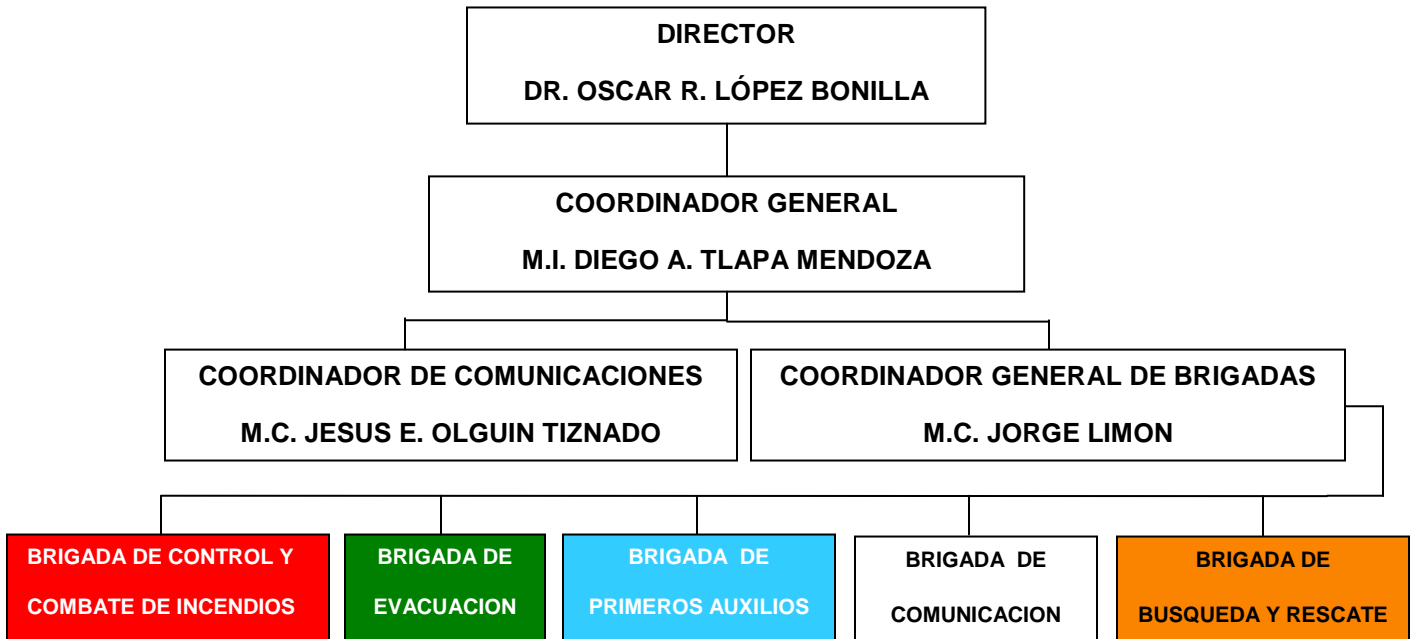 DIRECTOR
DR. OSCAR R. LÓPEZ BONILLA
COORDINADOR GENERAL
M.I. DIEGO A. TLAPA MENDOZA
COORDINADOR DE COMUNICACIONES
M.C. JESUS E. OLGUIN TIZNADO
COORDINADOR GENERAL DE BRIGADAS
M.C. JORGE LIMON
BRIGADA DE CONTROL Y
COMBATE DE INCENDIOS
BRIGADA DE
EVACUACION
BRIGADA DE
PRIMEROS AUXILIOS
BRIGADA DE
COMUNICACION
BRIGADA DE
BUSQUEDA Y RESCATE